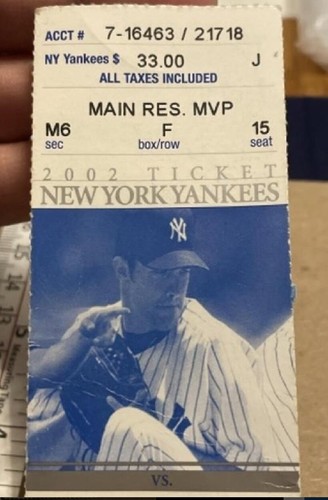 ACCT # 7-16463 / 21718
NY Yankees $ 33.00 J
ALL TAXES INCLUDED
MAIN RES. MVP
M6 F 15
sec box/row seat
2002 TICKET
NEW YORK YANKEES
NY
VS.